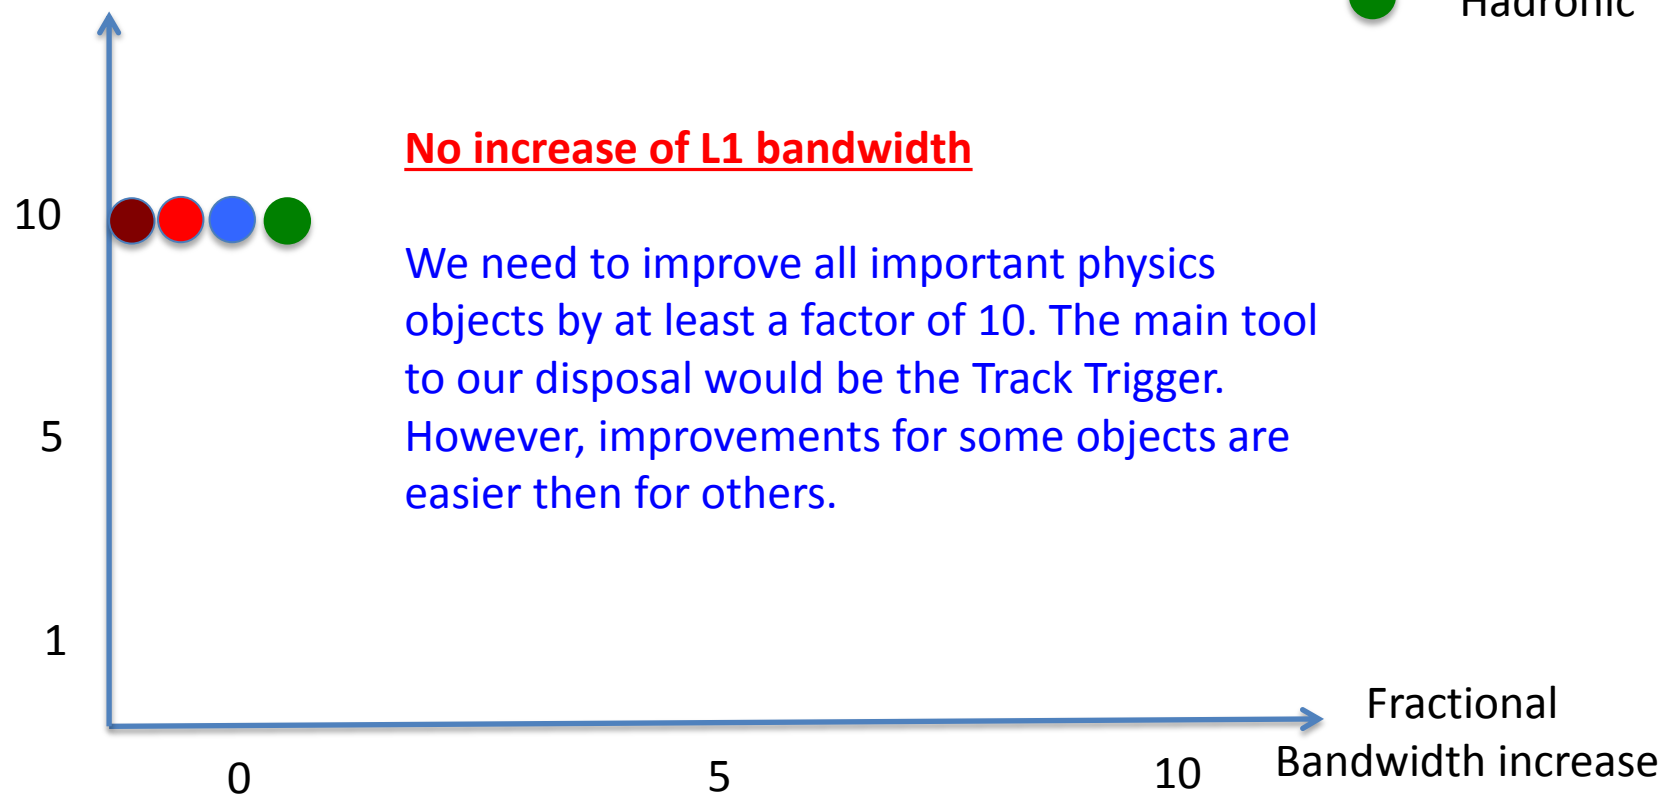 Hadronic
No increase of L1 bandwidth
10
We need to improve all important physics
objects by at least a factor of 10. The main tool
to our disposal would be the Track Trigger.
5
However, improvements for some objects are
easier then for others.
1
Fractional
Bandwidth increase
0
5
10